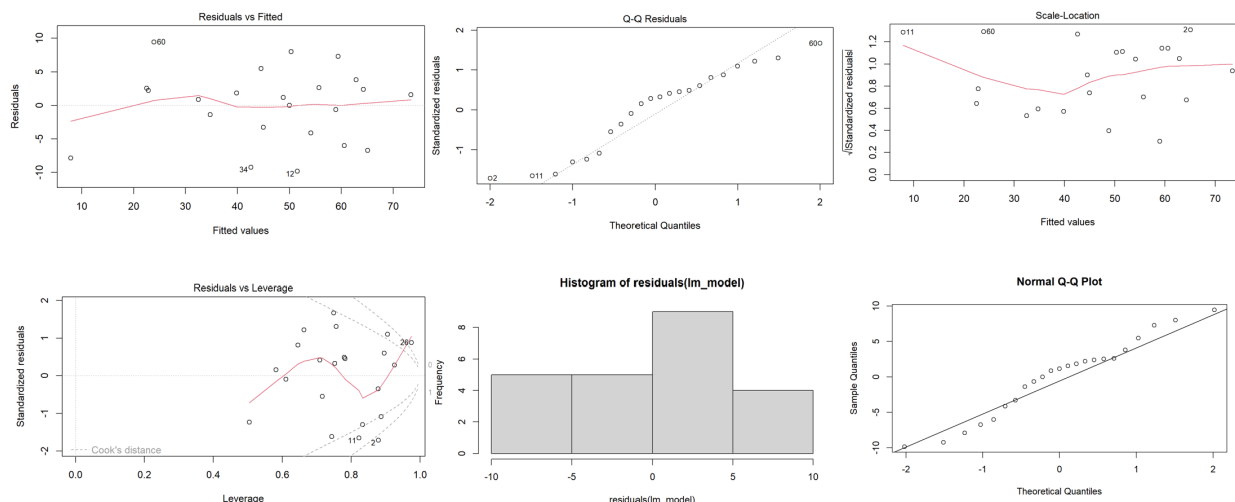 Residuals vs Fitted
Residuals
10
5
0
-5
-10
60
34
12
10 20 30 40 50 60 70
Fitted values
Q-Q Residuals
Standardized residuals
2
1
0
-1
60
11
2
-2 -1 0 1 2
Theoretical Quantiles
Scale-Location
√|Standardized residuals|
0.0 0.2 0.4 0.6 0.8 1.0 1.2
11
60
2
10 20 30 40 50 60 70
Fitted values
Residuals vs Leverage
Standardized residuals
2
1
0
-1
-2
26
11
2
Cook's distance
0
1
0.0 0.2 0.4 0.6 0.8 1.0
Leverage
Histogram of residuals(lm_model)
Frequency
8
6
4
2
0
-10 -5 0 5 10
residuals(lm_model)
Normal Q-Q Plot
Sample Quantiles
10
5
0
-5
-10
-2 -1 0 1 2
Theoretical Quantiles